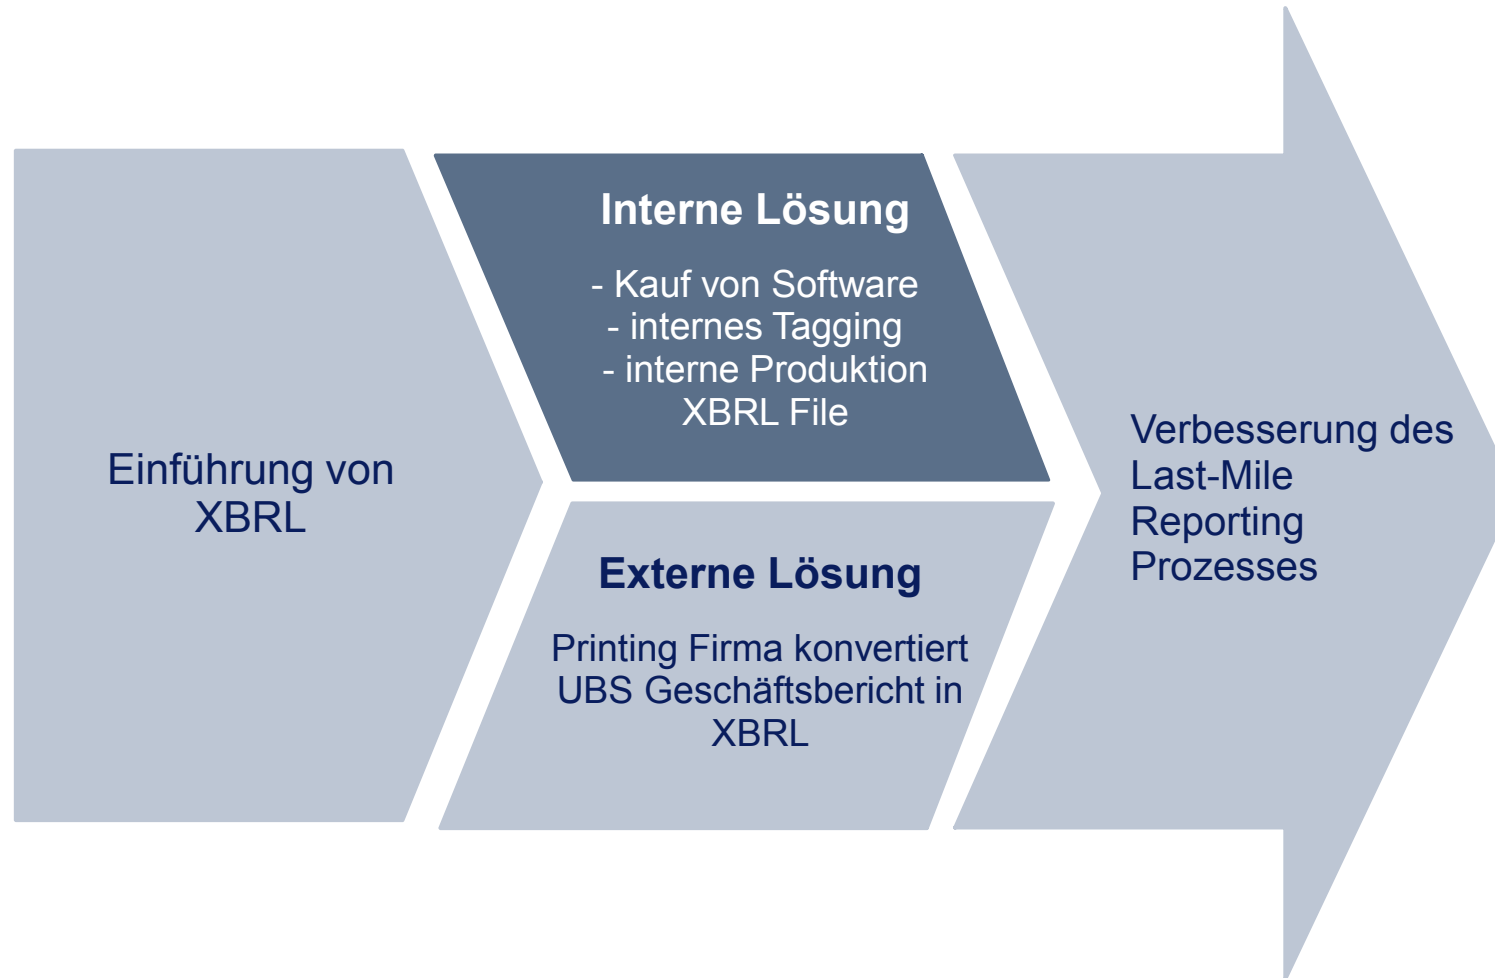 Einführung von
XBRL
Interne Lösung
- Kauf von Software
- internes Tagging
- interne Produktion
XBRL File
Externe Lösung
Printing Firma konvertiert
UBS Geschäftsbericht in
XBRL
Verbesserung des
Last-Mile
Reporting
Prozesses